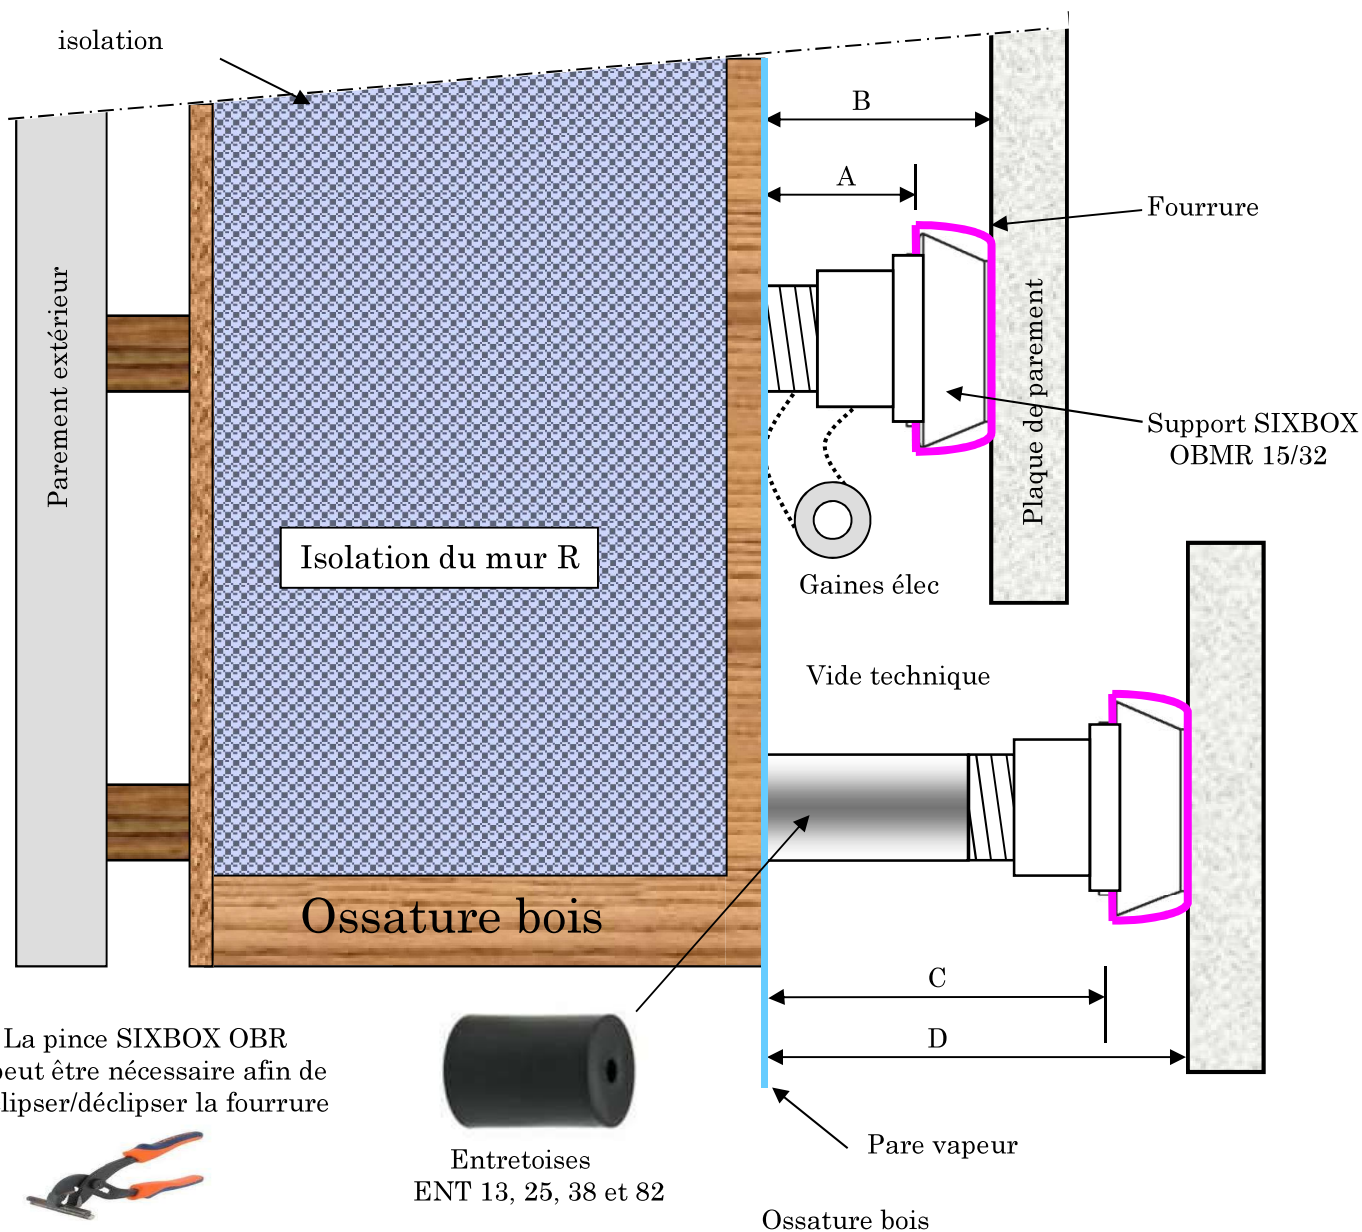 isolation
B
A
Fourrure
Parement extérieur
Plaque de parement
Support SIXBOX
OBMR 15/32
Isolation du mur R
Gaines élec
Vide technique
Ossature bois
C
D
La pince SIXBOX OBR
peut être nécessaire afin de
lipser/déclipser la fourrure
Pare vapeur
Entretoises
ENT 13, 25, 38 et 82
Ossature bois